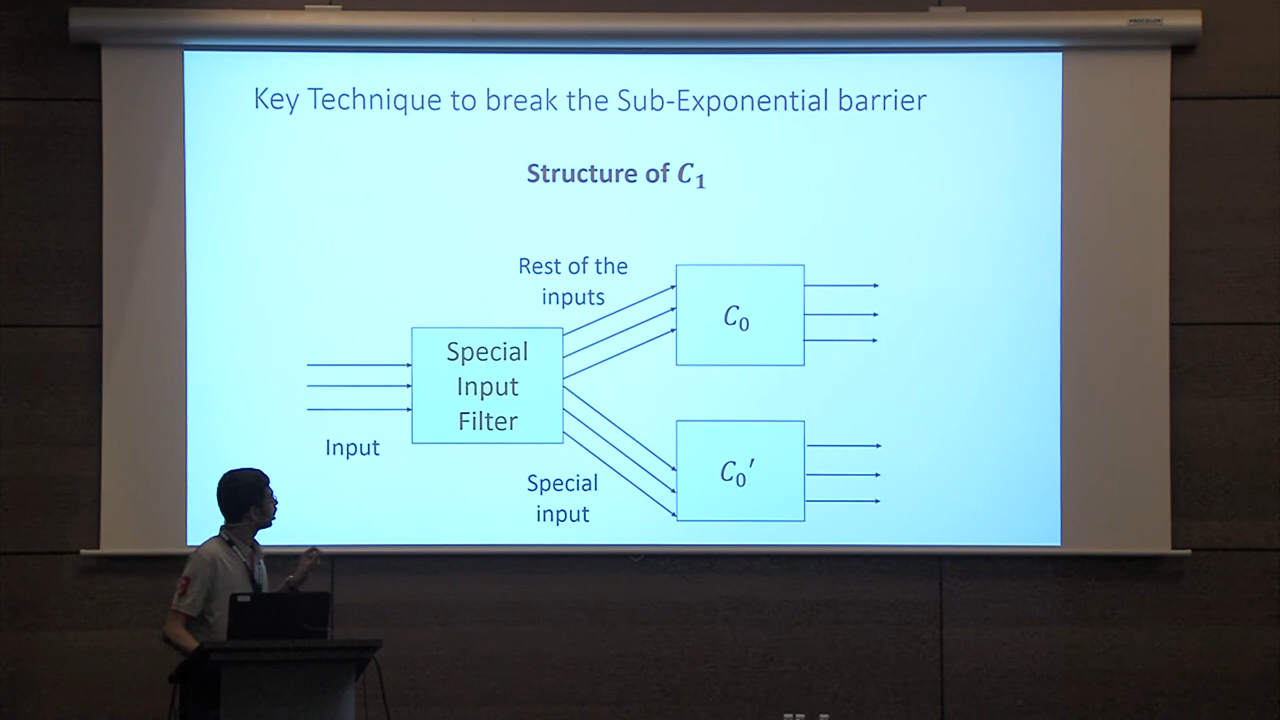 PROCOLOR
Key Technique to break the Sub-Exponential barrier
Structure of C₁
Rest of the
inputs
C₀
Special
Input
Filter
Input
C₀′
Special
input